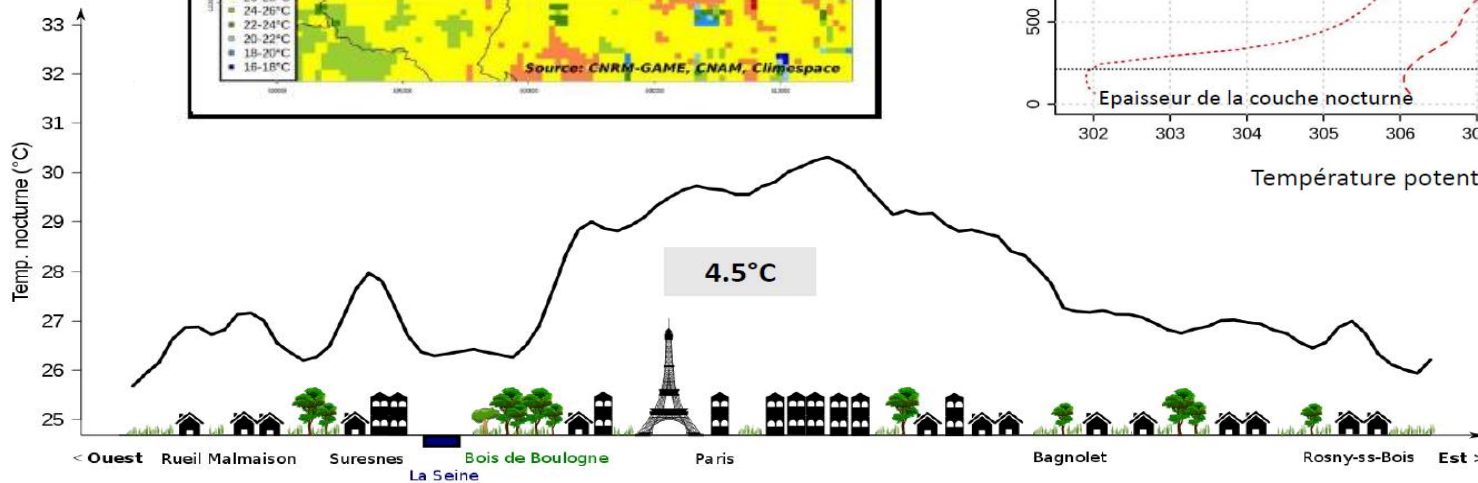 24-26°C
22-24°C
20-22°C
18-20°C
16-18°C
Source: CNRM-GAME, CNAM, Climespace
500
0
Epaisseur de la couche nocturne
302 303 304 305 306
Température potent
Temp. nocturne (°C)
33
32
31
30
29
28
27
26
25
4.5°C
< Ouest Rueil Malmaison Suresnes La Seine Bois de Boulogne Paris Bagnolet Rosny-ss-Bois Est >